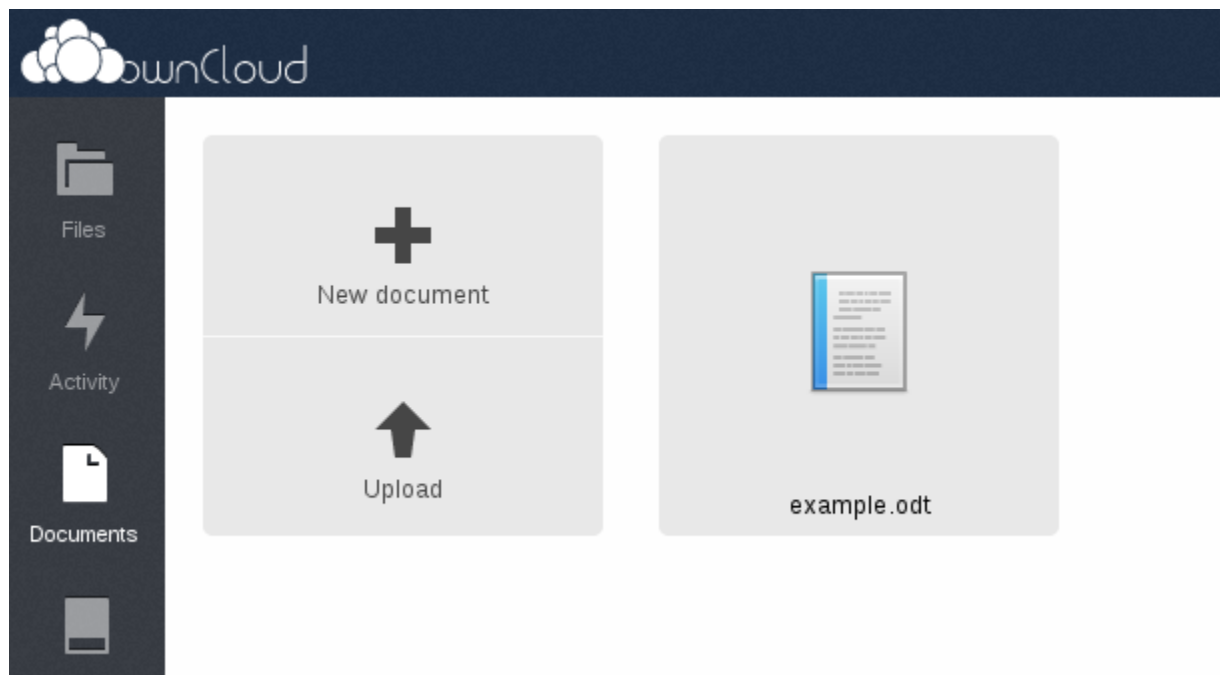 ownCloud
Files
Activity
Documents
New document
Upload
example.odt